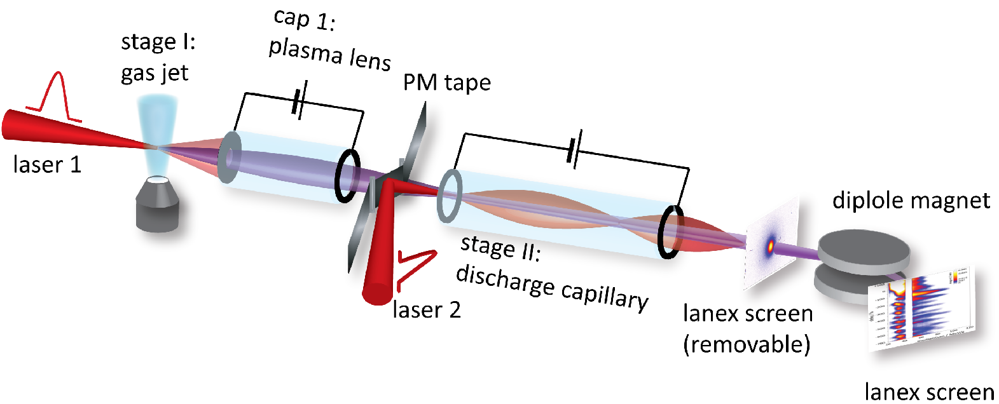 cap 1:
plasma lens
stage I:
gas jet
PM tape
laser 1
diplole magnet
stage II:
discharge capillary
laser 2
lanex screen
(removable)
lanex screen